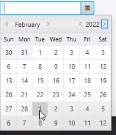 February 2022
Sun Mon Tue Wed Thu Fri Sat
30 31 1 2 3 4 5
6 7 8 9 10 11 12
13 14 15 16 17 18 19
20 21 22 23 24 25 26
27 28 1 2 3 4 5
6 7 8 9 10 11 12